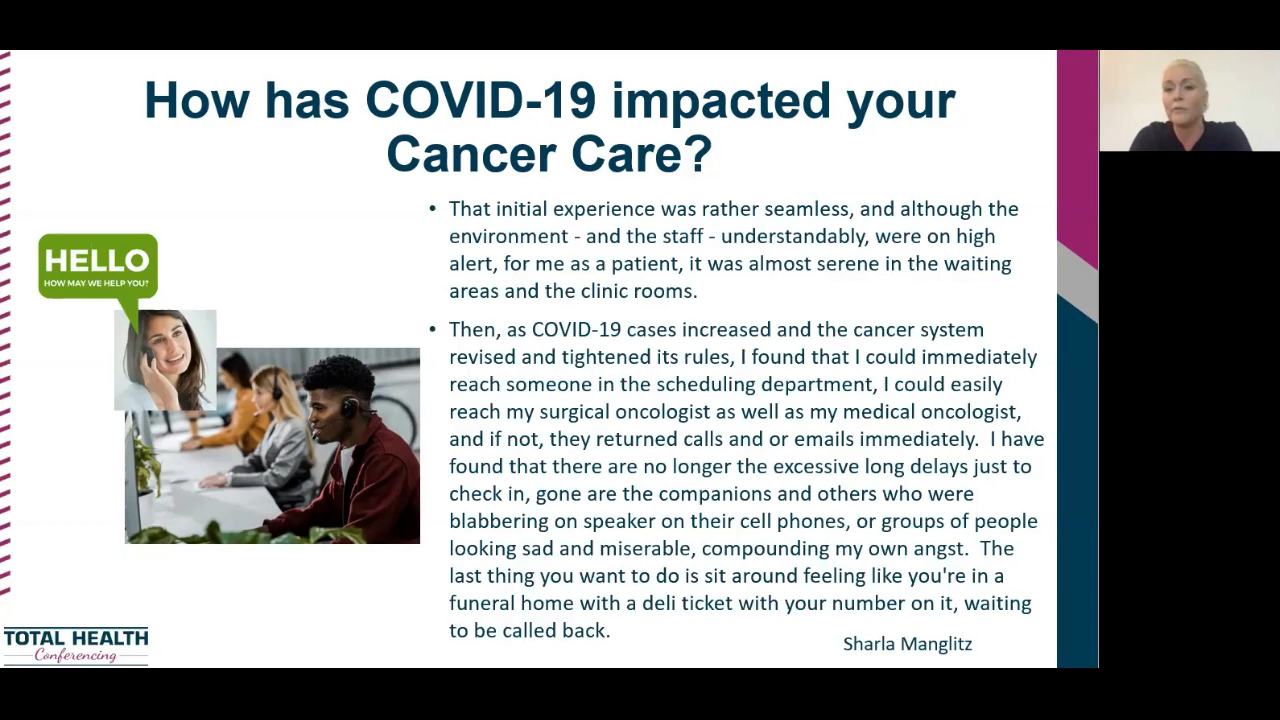 How has COVID-19 impacted your
Cancer Care?
HELLO
HOW MAY WE HELP YOU?
• That initial experience was rather seamless, and although the
environment - and the staff - understandably, were on high
alert, for me as a patient, it was almost serene in the waiting
areas and the clinic rooms.
• Then, as COVID-19 cases increased and the cancer system
revised and tightened its rules, I found that I could immediately
reach someone in the scheduling department, I could easily
reach my surgical oncologist as well as my medical oncologist,
and if not, they returned calls and or emails immediately.  I have
found that there are no longer the excessive long delays just to
check in, gone are the companions and others who were
blabbering on speaker on their cell phones, or groups of people
looking sad and miserable, compounding my own angst.  The
last thing you want to do is sit around feeling like you're in a
funeral home with a deli ticket with your number on it, waiting
to be called back.
Sharla Manglitz
TOTAL HEALTH
Conferencing